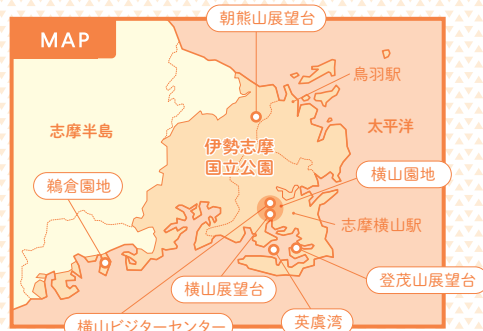 朝熊山展望台
MAP
鳥羽駅
志摩半島
太平洋
伊勢志摩
国立公園
鵜倉園地
横山園地
志摩横山駅
登茂山展望台
横山展望台
横山ビジターセンター
英虞湾